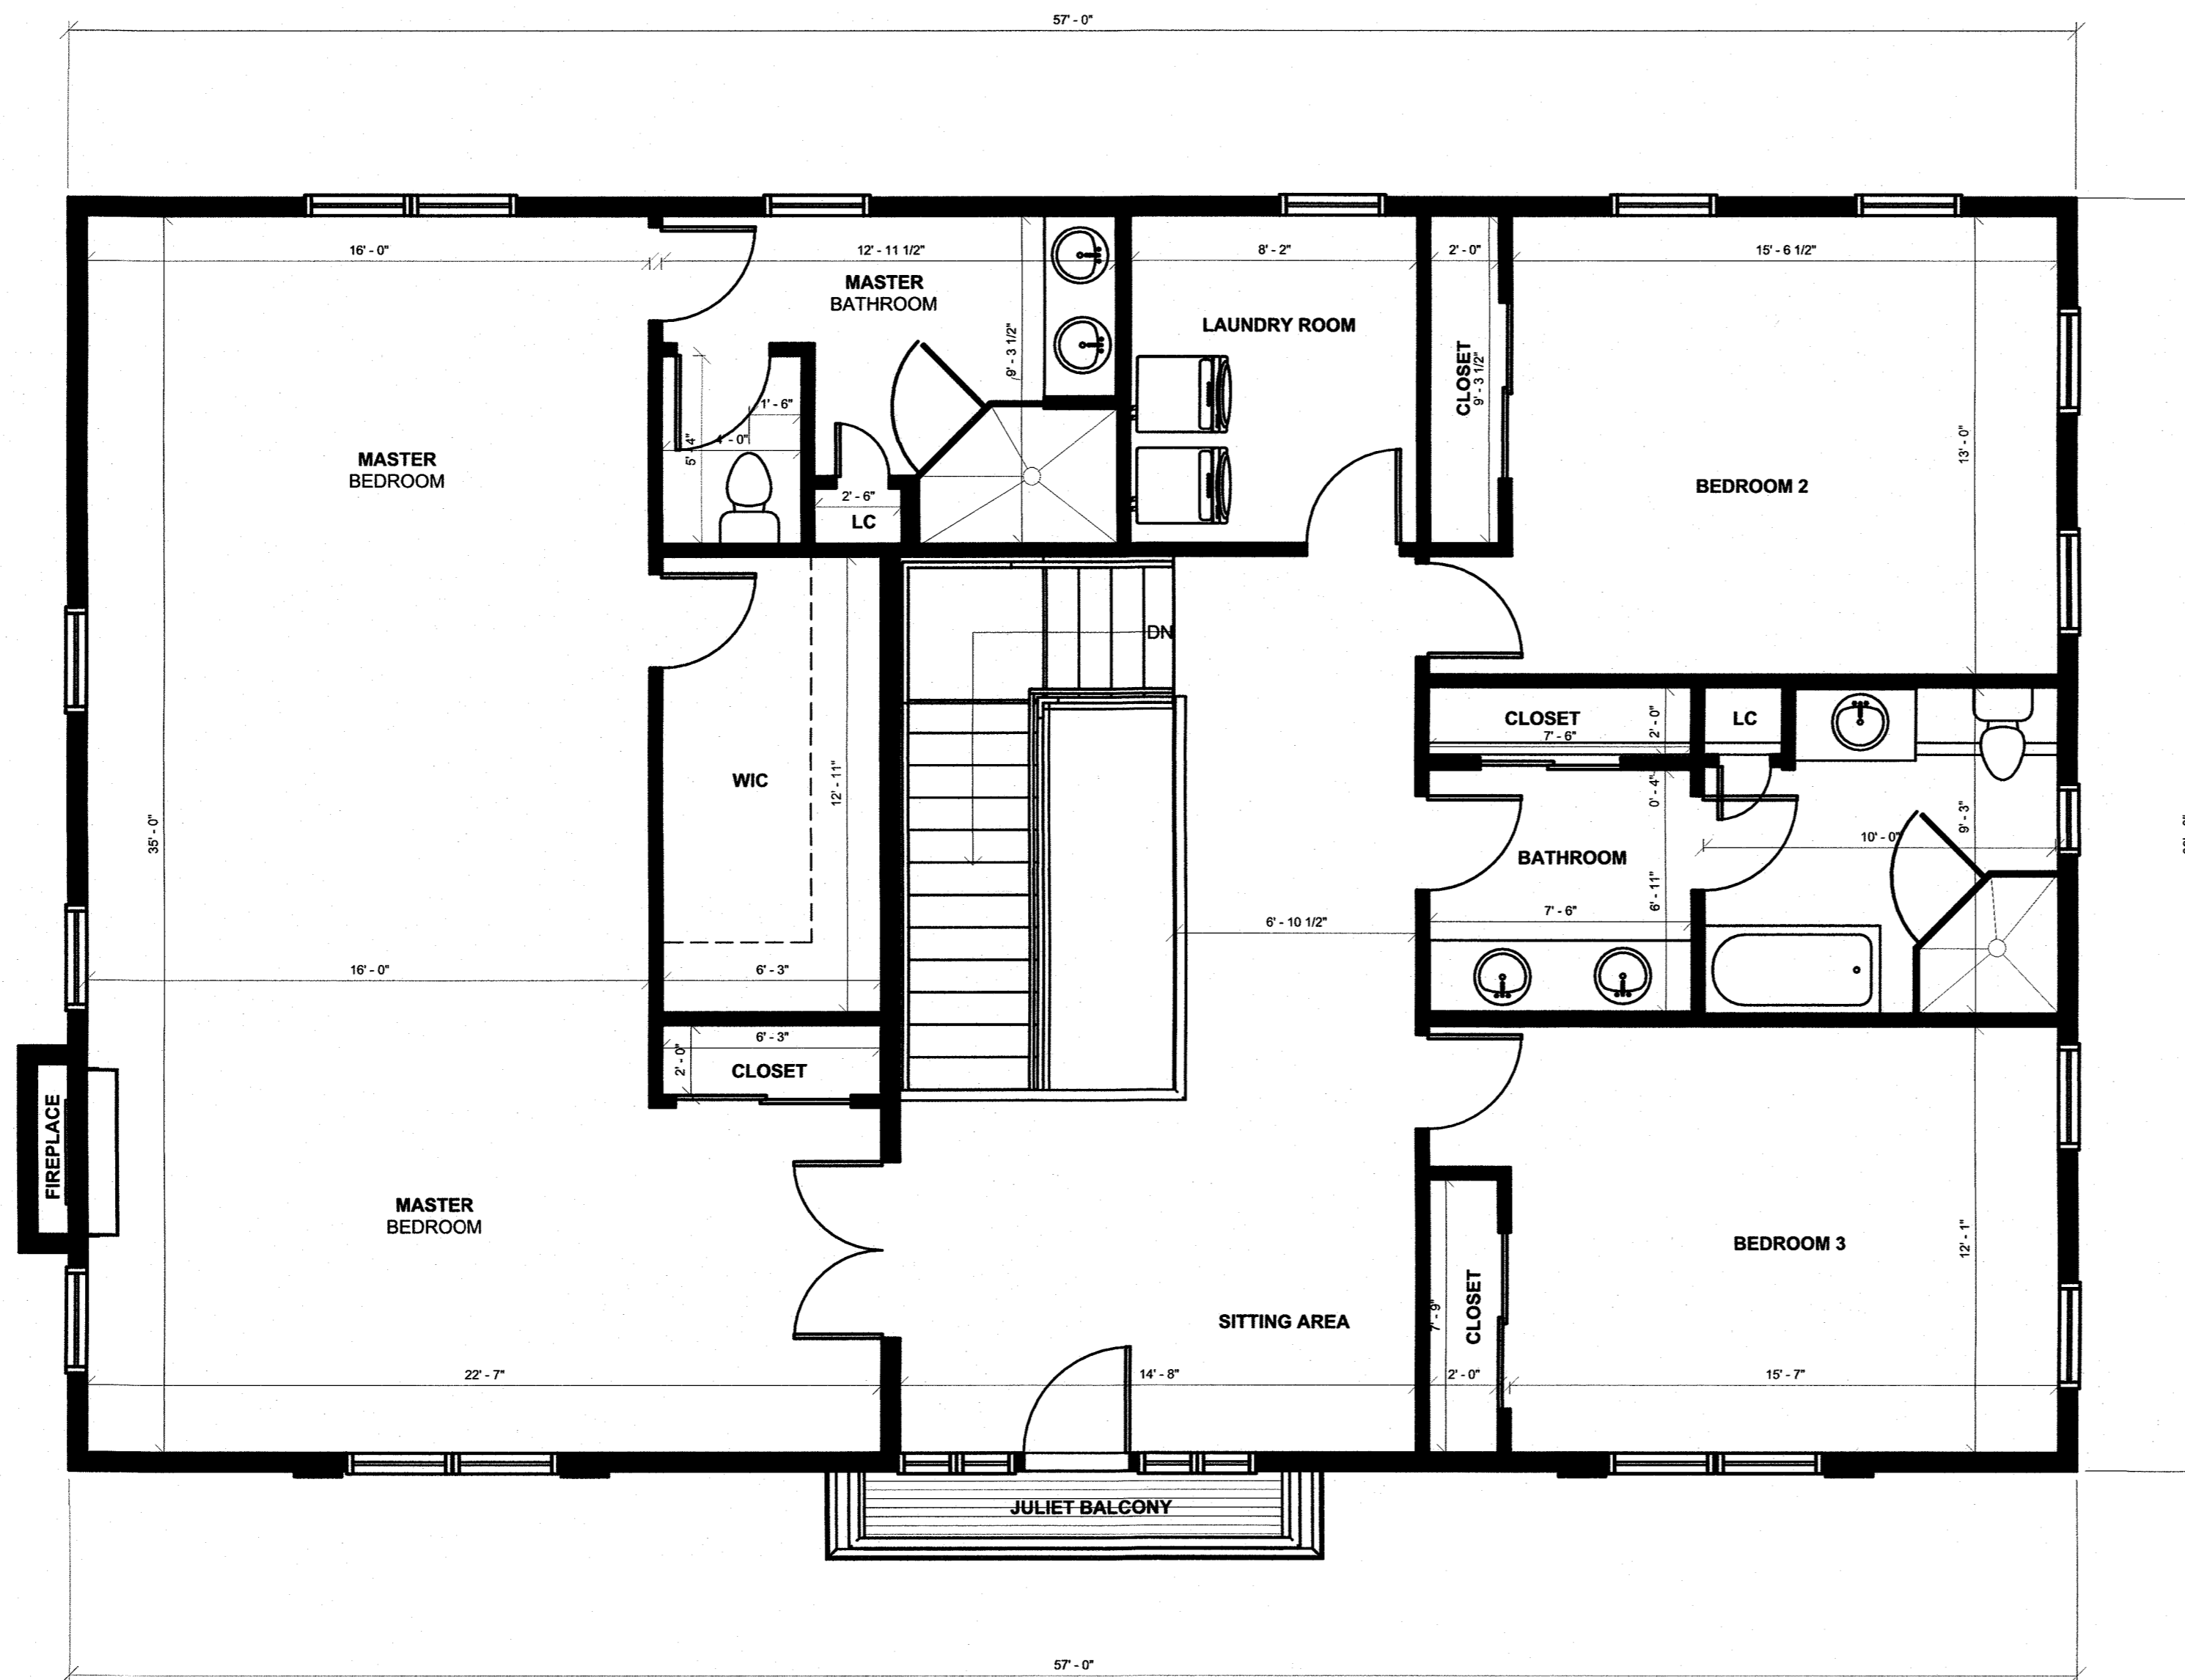 57' - 0"
16' - 0"
12' - 11 1/2"
8' - 2"
2' - 0"
15' - 6 1/2"
MASTER
BATHROOM
9' - 3 1/2"
LAUNDRY ROOM
CLOSET
9' - 3 1/2"
1' - 6"
4' - 0"
5' - 4"
MASTER
BEDROOM
2' - 6"
LC
BEDROOM 2
13' - 0"
DN
CLOSET
7' - 6"
2' - 0"
LC
WIC
12' - 11"
35' - 0"
0' - 4"
9' - 3"
10' - 0"
BATHROOM
6' - 11"
7' - 6"
6' - 10 1/2"
16' - 0"
6' - 3"
6' - 3"
2' - 0"
CLOSET
FIREPLACE
MASTER
BEDROOM
BEDROOM 3
12' - 1"
CLOSET
7' - 9"
SITTING AREA
22' - 7"
14' - 8"
2' - 0"
15' - 7"
JULIET BALCONY
57' - 0"